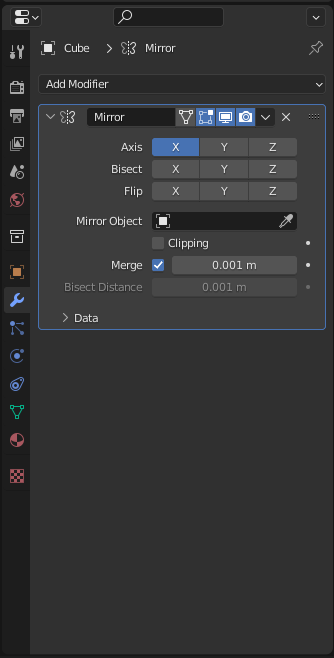 Cube > Mirror
Add Modifier
Mirror
Axis X Y Z
Bisect X Y Z
Flip X Y Z
Mirror Object
Clipping
Merge 0.001 m
Bisect Distance 0.001 m
> Data